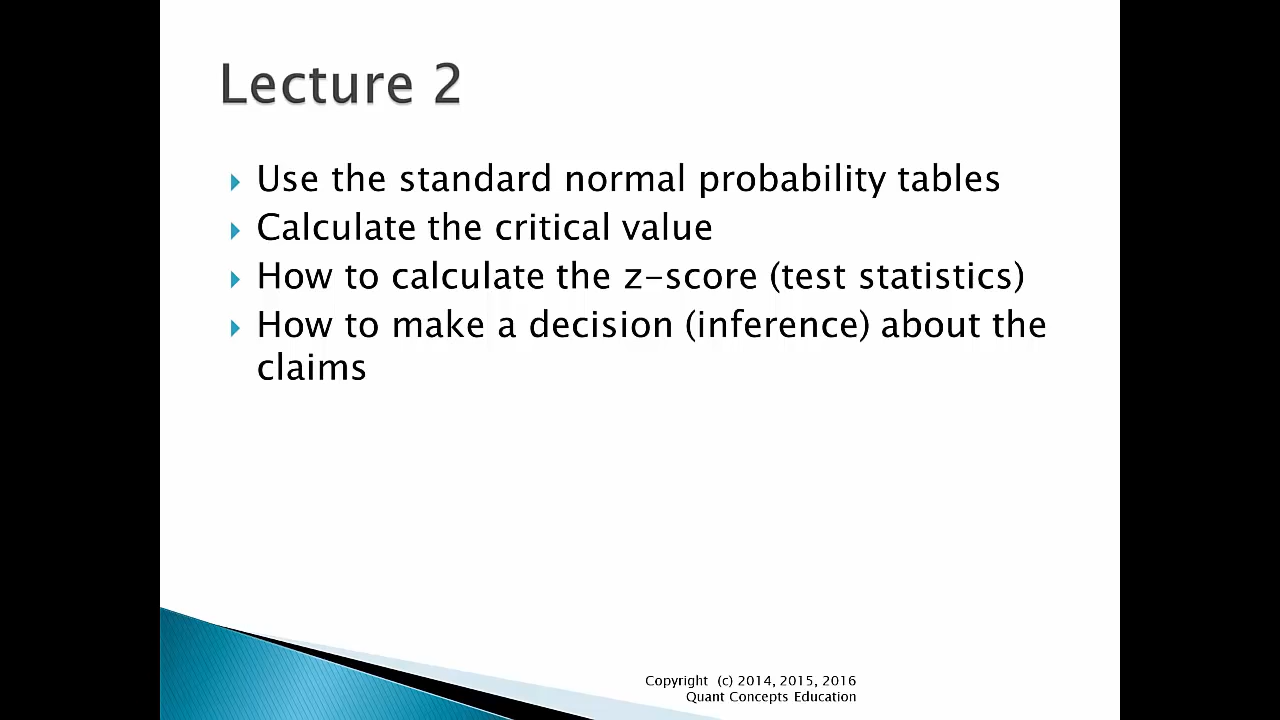 Lecture 2
Use the standard normal probability tables
Calculate the critical value
How to calculate the z-score (test statistics)
How to make a decision (inference) about the
claims
Copyright (c) 2014, 2015, 2016
Quant Concepts Education